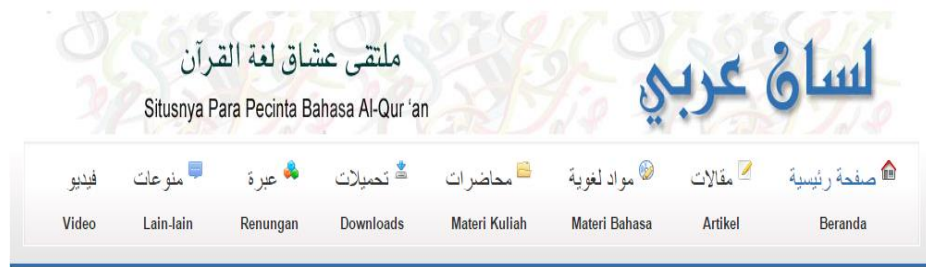 لسان عربي
ملتقى عشاق لغة القرآن
Situsnya Para Pecinta Bahasa Al-Qur ‘an
صفحة رئيسية مقالات مواد لغوية محاضرات تحميلات عبرة منوعات فيديو
Video Lain-lain Renungan Downloads Materi Kuliah Materi Bahasa Artikel Beranda